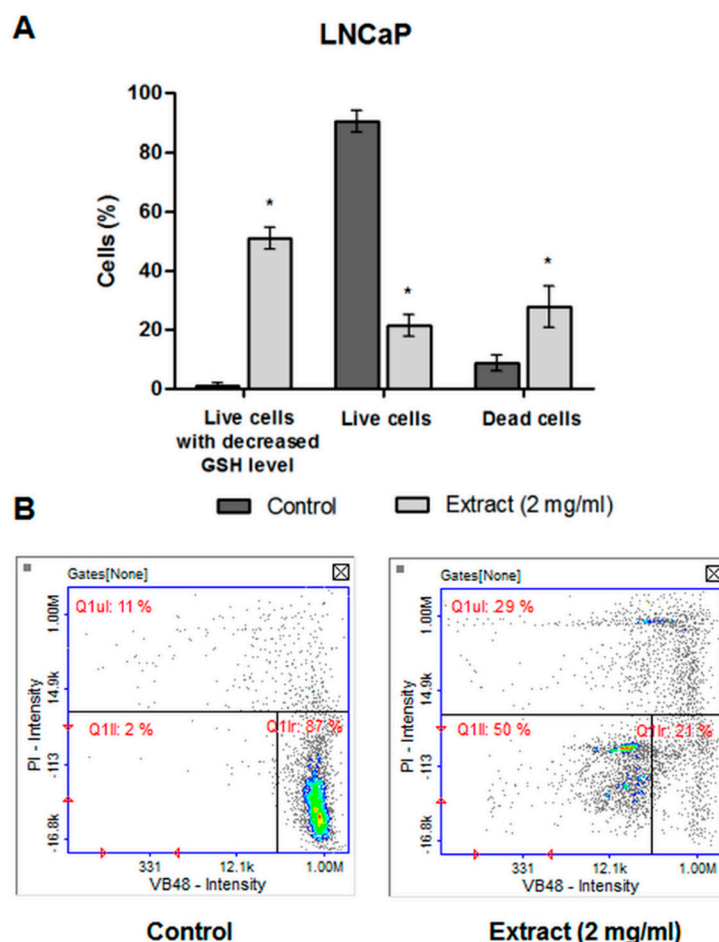 A
LNCaP
Cells (%)
100
80
60
40
20
0
*
*
*
Live cells
with decreased
GSH level
Live cells
Dead cells
Control
Extract (2 mg/ml)
B
Gates[None]
Q1ul: 11 %
Q1ll: 2 %
Q1lr: 87 %
PI - Intensity
1.00M
14.9k
-113
-16.8k
331
12.1k
1.00M
VB48 - Intensity
Control
Gates[None]
Q1ul: 29 %
Q1ll: 50 %
Q1lr: 21 %
PI - Intensity
1.00M
14.9k
-113
-16.8k
331
12.1k
1.00M
VB48 - Intensity
Extract (2 mg/ml)